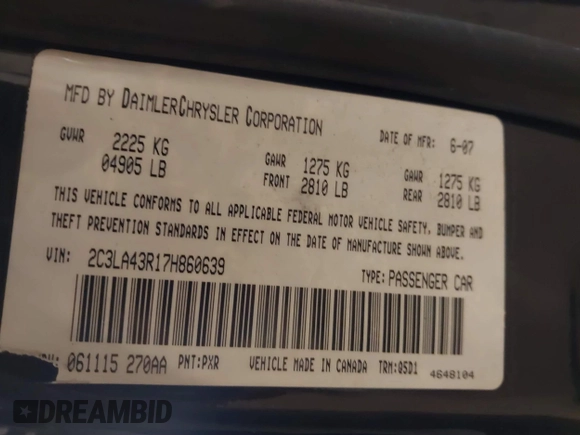 MFD BY DAIMLERCHRYSLER CORPORATION
DATE OF MFR: 6-07
GVWR 2225 KG 04905 LB
GAWR FRONT 1275 KG 2810 LB
GAWR REAR 1275 KG 2810 LB
THIS VEHICLE CONFORMS TO ALL APPLICABLE FEDERAL MOTOR VEHICLE SAFETY, BUMPER AND
THEFT PREVENTION STANDARDS IN EFFECT ON THE DATE OF MANUFACTURE SHOWN ABOVE.
VIN: 2C3LA43R17H860639
TYPE: PASSENGER CAR
061115 270AA PNT:PXR VEHICLE MADE IN CANADA TRM:05D1
4648104
DREAMBID